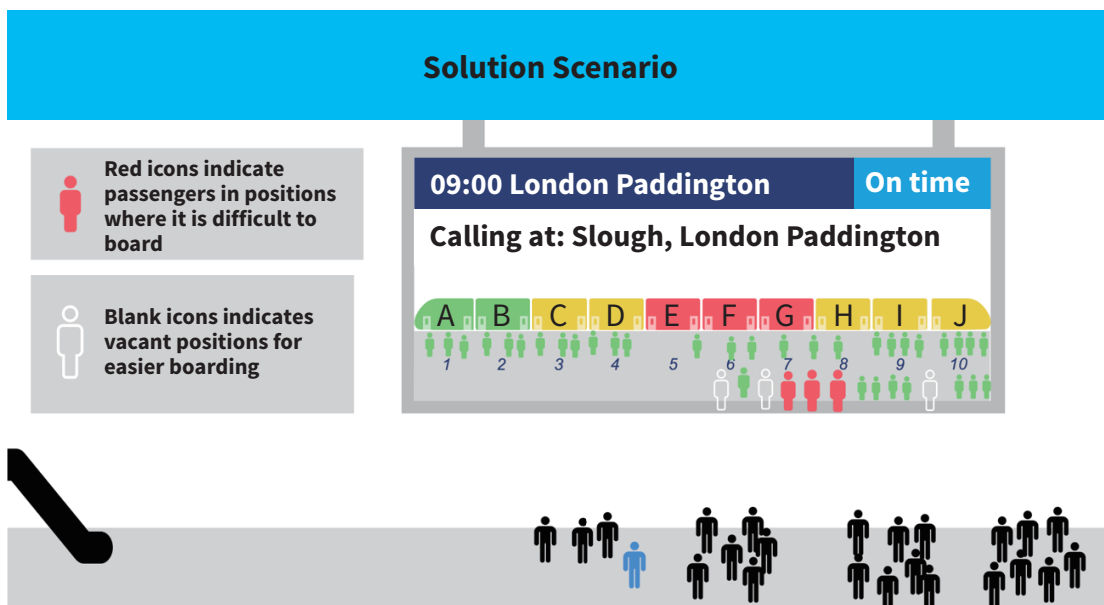 Solution Scenario
Red icons indicate
passengers in positions
where it is difficult to
board
Blank icons indicates
vacant positions for
easier boarding
09:00 London Paddington
On time
Calling at: Slough, London Paddington
A B C D E F G H I J
1 2 3 4 5 6 7 8 9 10